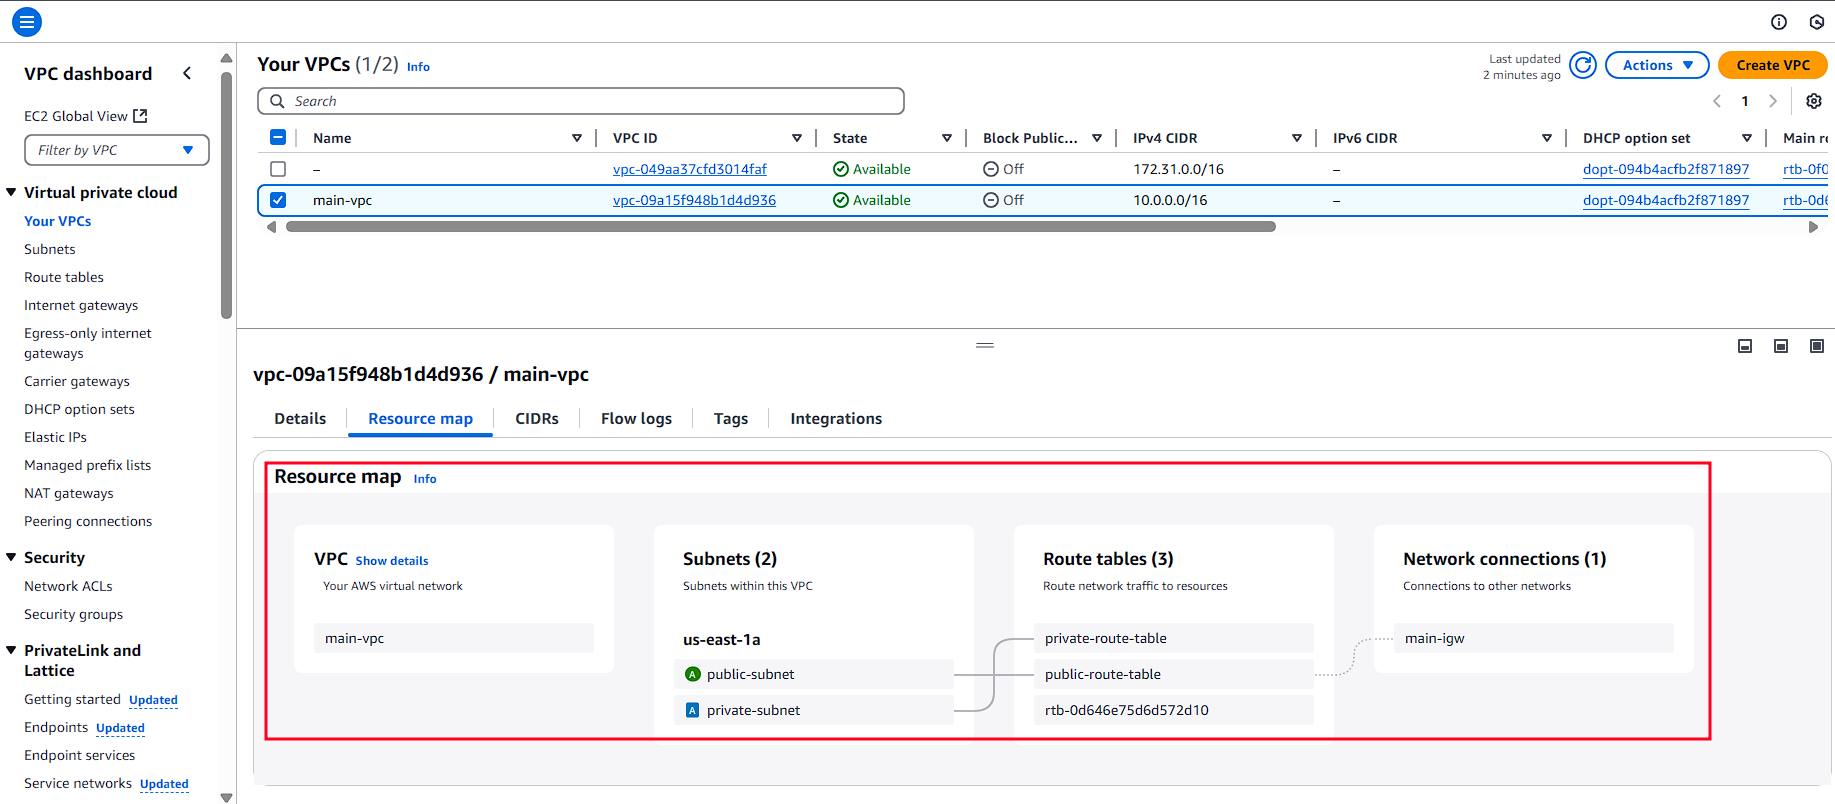 VPC dashboard
EC2 Global View
Filter by VPC
Virtual private cloud
Your VPCs
Subnets
Route tables
Internet gateways
Egress-only internet
gateways
Carrier gateways
DHCP option sets
Elastic IPs
Managed prefix lists
NAT gateways
Peering connections
Security
Network ACLs
Security groups
PrivateLink and
Lattice
Getting started Updated
Endpoints Updated
Endpoint services
Service networks Updated
Your VPCs (1/2) Info
Last updated
2 minutes ago
Actions
Create VPC
Search
1
Name VPC ID State Block Public... IPv4 CIDR IPv6 CIDR DHCP option set Main ro
– vpc-049aa37cfd3014faf Available Off 172.31.0.0/16 – dopt-094b4acfb2f871897 rtb-0f0
main-vpc vpc-09a15f948b1d4d936 Available Off 10.0.0.0/16 – dopt-094b4acfb2f871897 rtb-0d6
vpc-09a15f948b1d4d936 / main-vpc
Details Resource map CIDRs Flow logs Tags Integrations
Resource map Info
VPC Show details
Your AWS virtual network
main-vpc
Subnets (2)
Subnets within this VPC
us-east-1a
A public-subnet
A private-subnet
Route tables (3)
Route network traffic to resources
private-route-table
public-route-table
rtb-0d646e75d6d572d10
Network connections (1)
Connections to other networks
main-igw